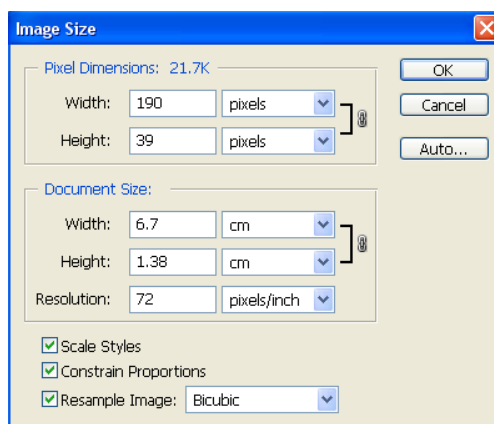 Image Size
Pixel Dimensions: 21.7K
OK
Width: 190 pixels
Cancel
Height: 39 pixels
Auto...
Document Size:
Width: 6.7 cm
Height: 1.38 cm
Resolution: 72 pixels/inch
Scale Styles
Constrain Proportions
Resample Image: Bicubic